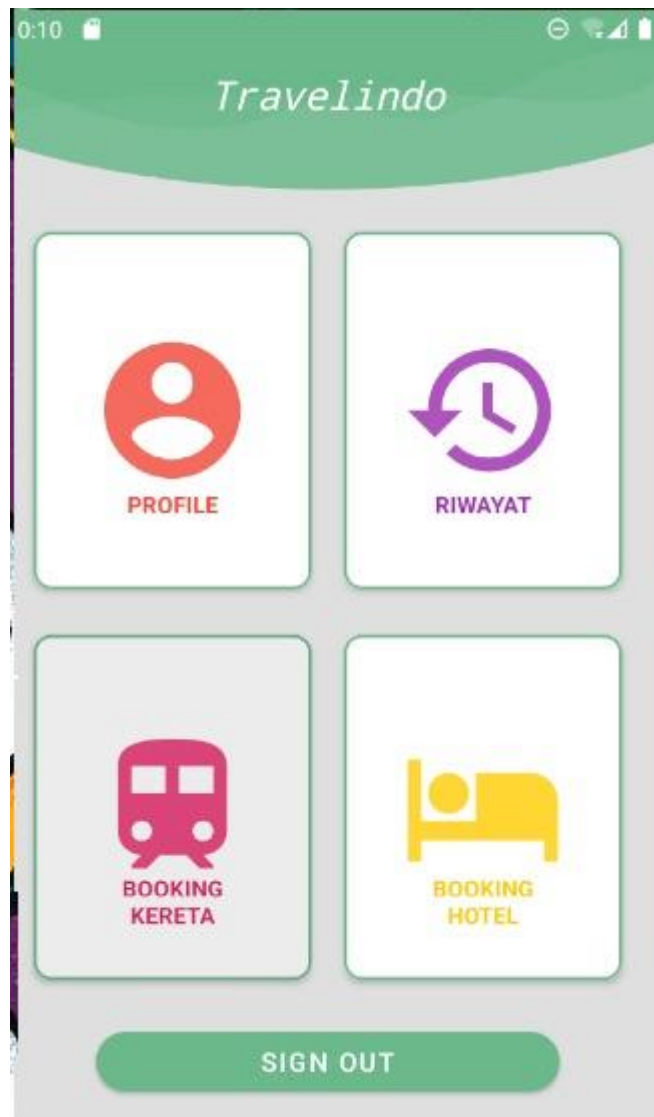 0:10
Travelindo
PROFILE
RIWAYAT
BOOKING
KERETA
BOOKING
HOTEL
SIGN OUT